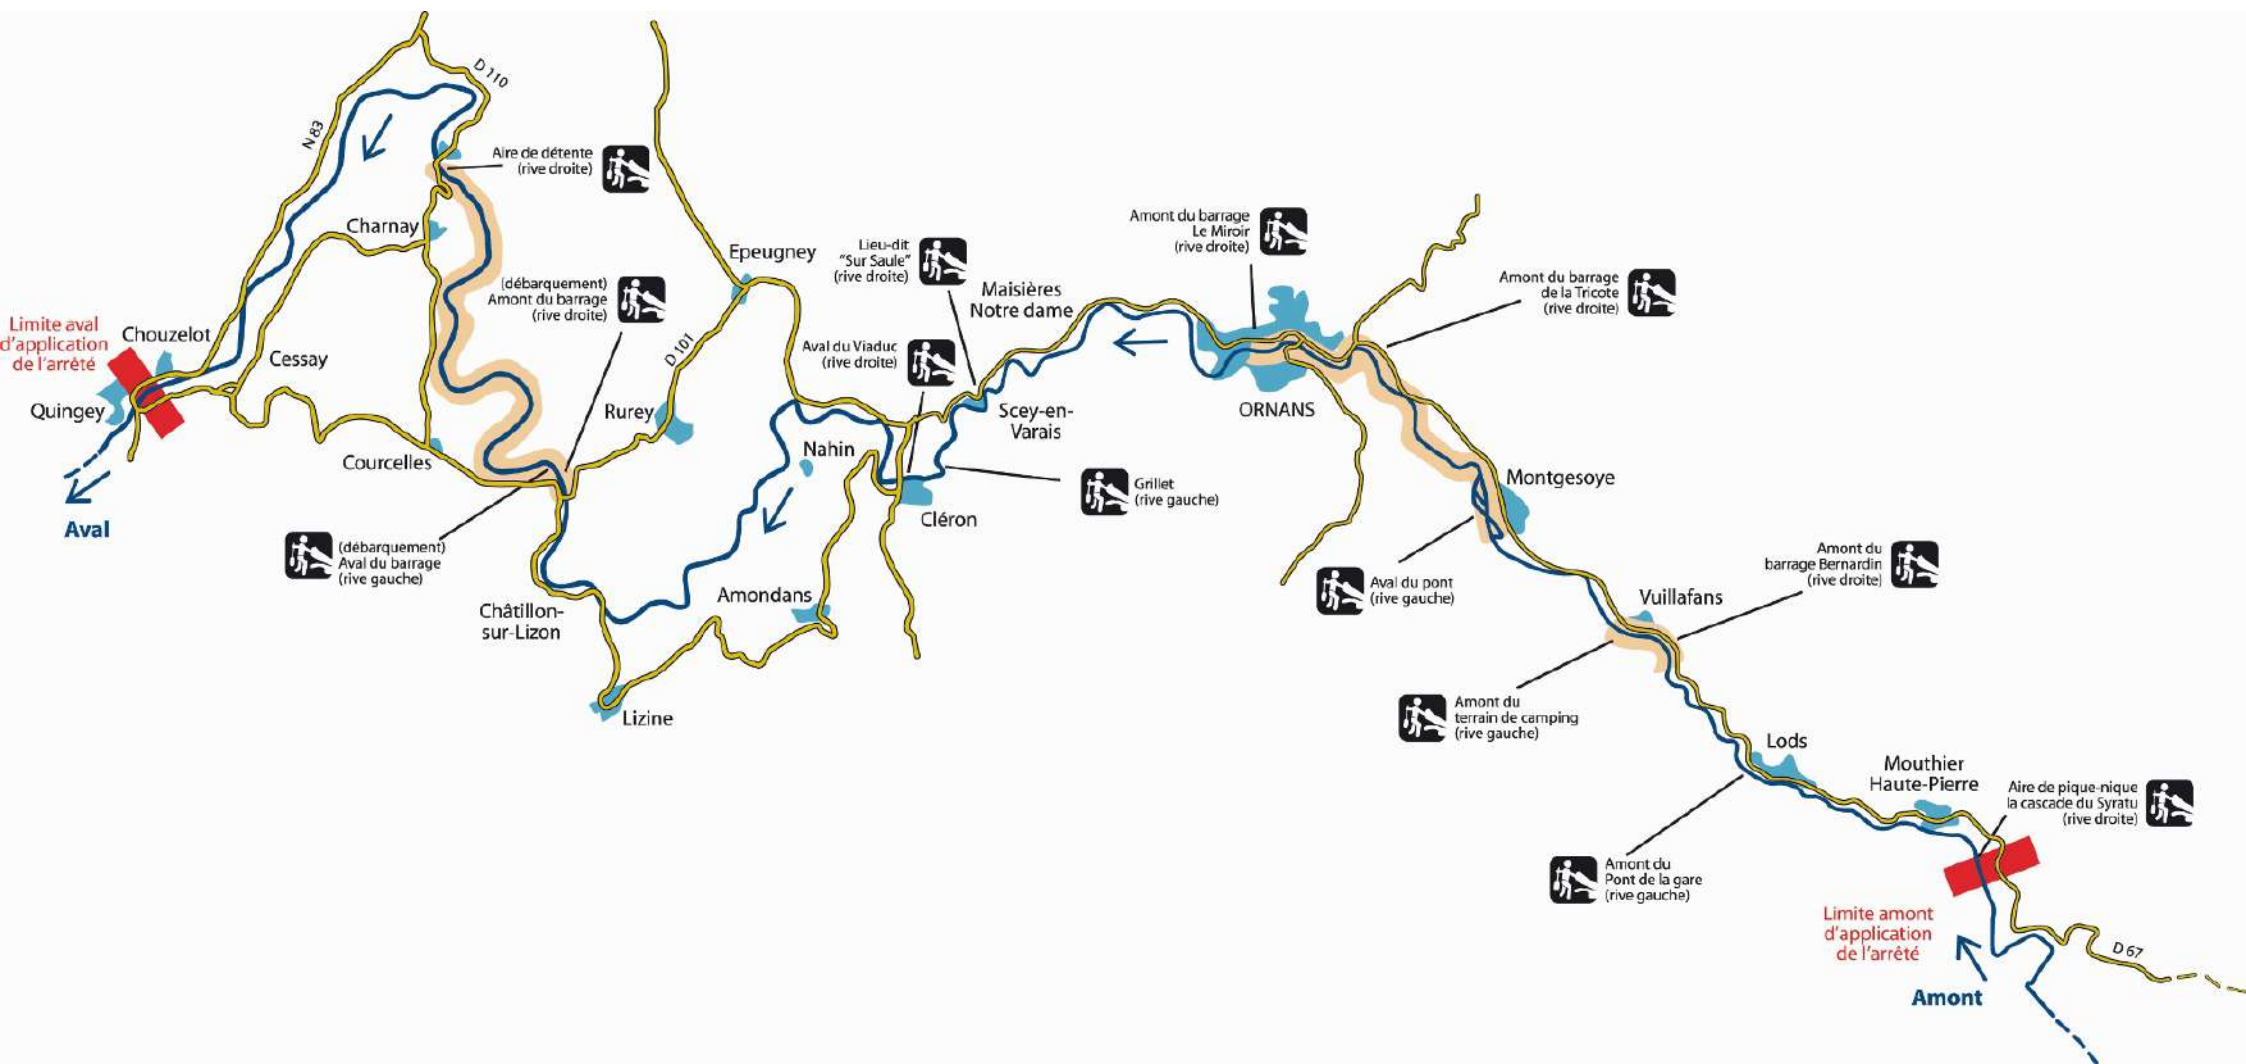 D 110
N 83
Aire de détente
(rive droite)
Charnay
Epeugney
Lieu-dit
"Sur Saule"
(rive droite)
Amont du barrage
Le Miroir
(rive droite)
(débarquement)
Amont du barrage
(rive droite)
Maisières
Notre dame
Amont du barrage
de la Tricote
(rive droite)
Limite aval
d'application
de l'arrêté
Chouzelot
Cessay
D 101
Aval du Viaduc
(rive droite)
Quingey
Rurey
Scey-en-
Varais
ORNANS
Courcelles
Nahin
Grillet
(rive gauche)
Montgesoye
Aval
Cléron
(débarquement)
Aval du barrage
(rive gauche)
Amont du
barrage Bernardin
(rive droite)
Aval du pont
(rive gauche)
Châtillon-
sur-Lizon
Amondans
Vuillafans
Lizine
Amont du
terrain de camping
(rive gauche)
Lods
Mouthier
Haute-Pierre
Aire de pique-nique
la cascade du Syratu
(rive droite)
Amont du
Pont de la gare
(rive gauche)
Limite amont
d'application
de l'arrêté
D 67
Amont